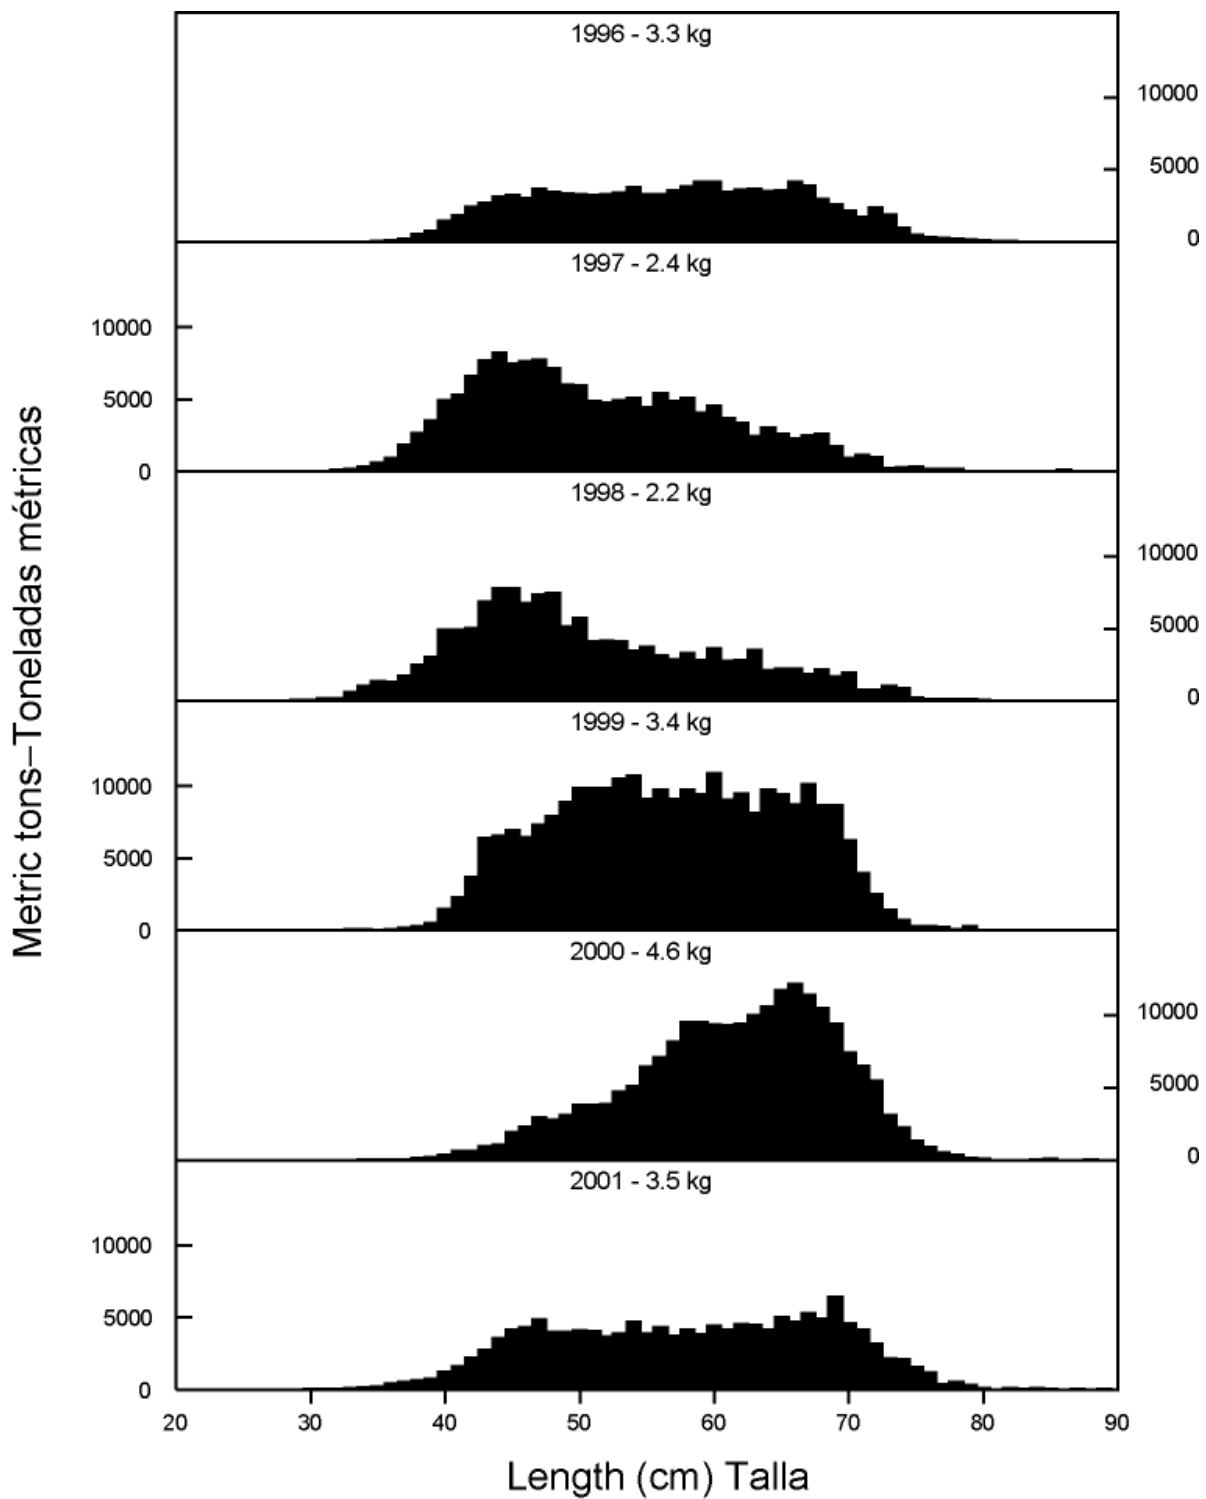 1996 - 3.3 kg
10000
5000
0
1997 - 2.4 kg
10000
5000
0
1998 - 2.2 kg
10000
5000
0
1999 - 3.4 kg
10000
5000
0
2000 - 4.6 kg
10000
5000
0
2001 - 3.5 kg
10000
5000
0
Metric tons–Toneladas métricas
20 30 40 50 60 70 80 90
Length (cm) Talla